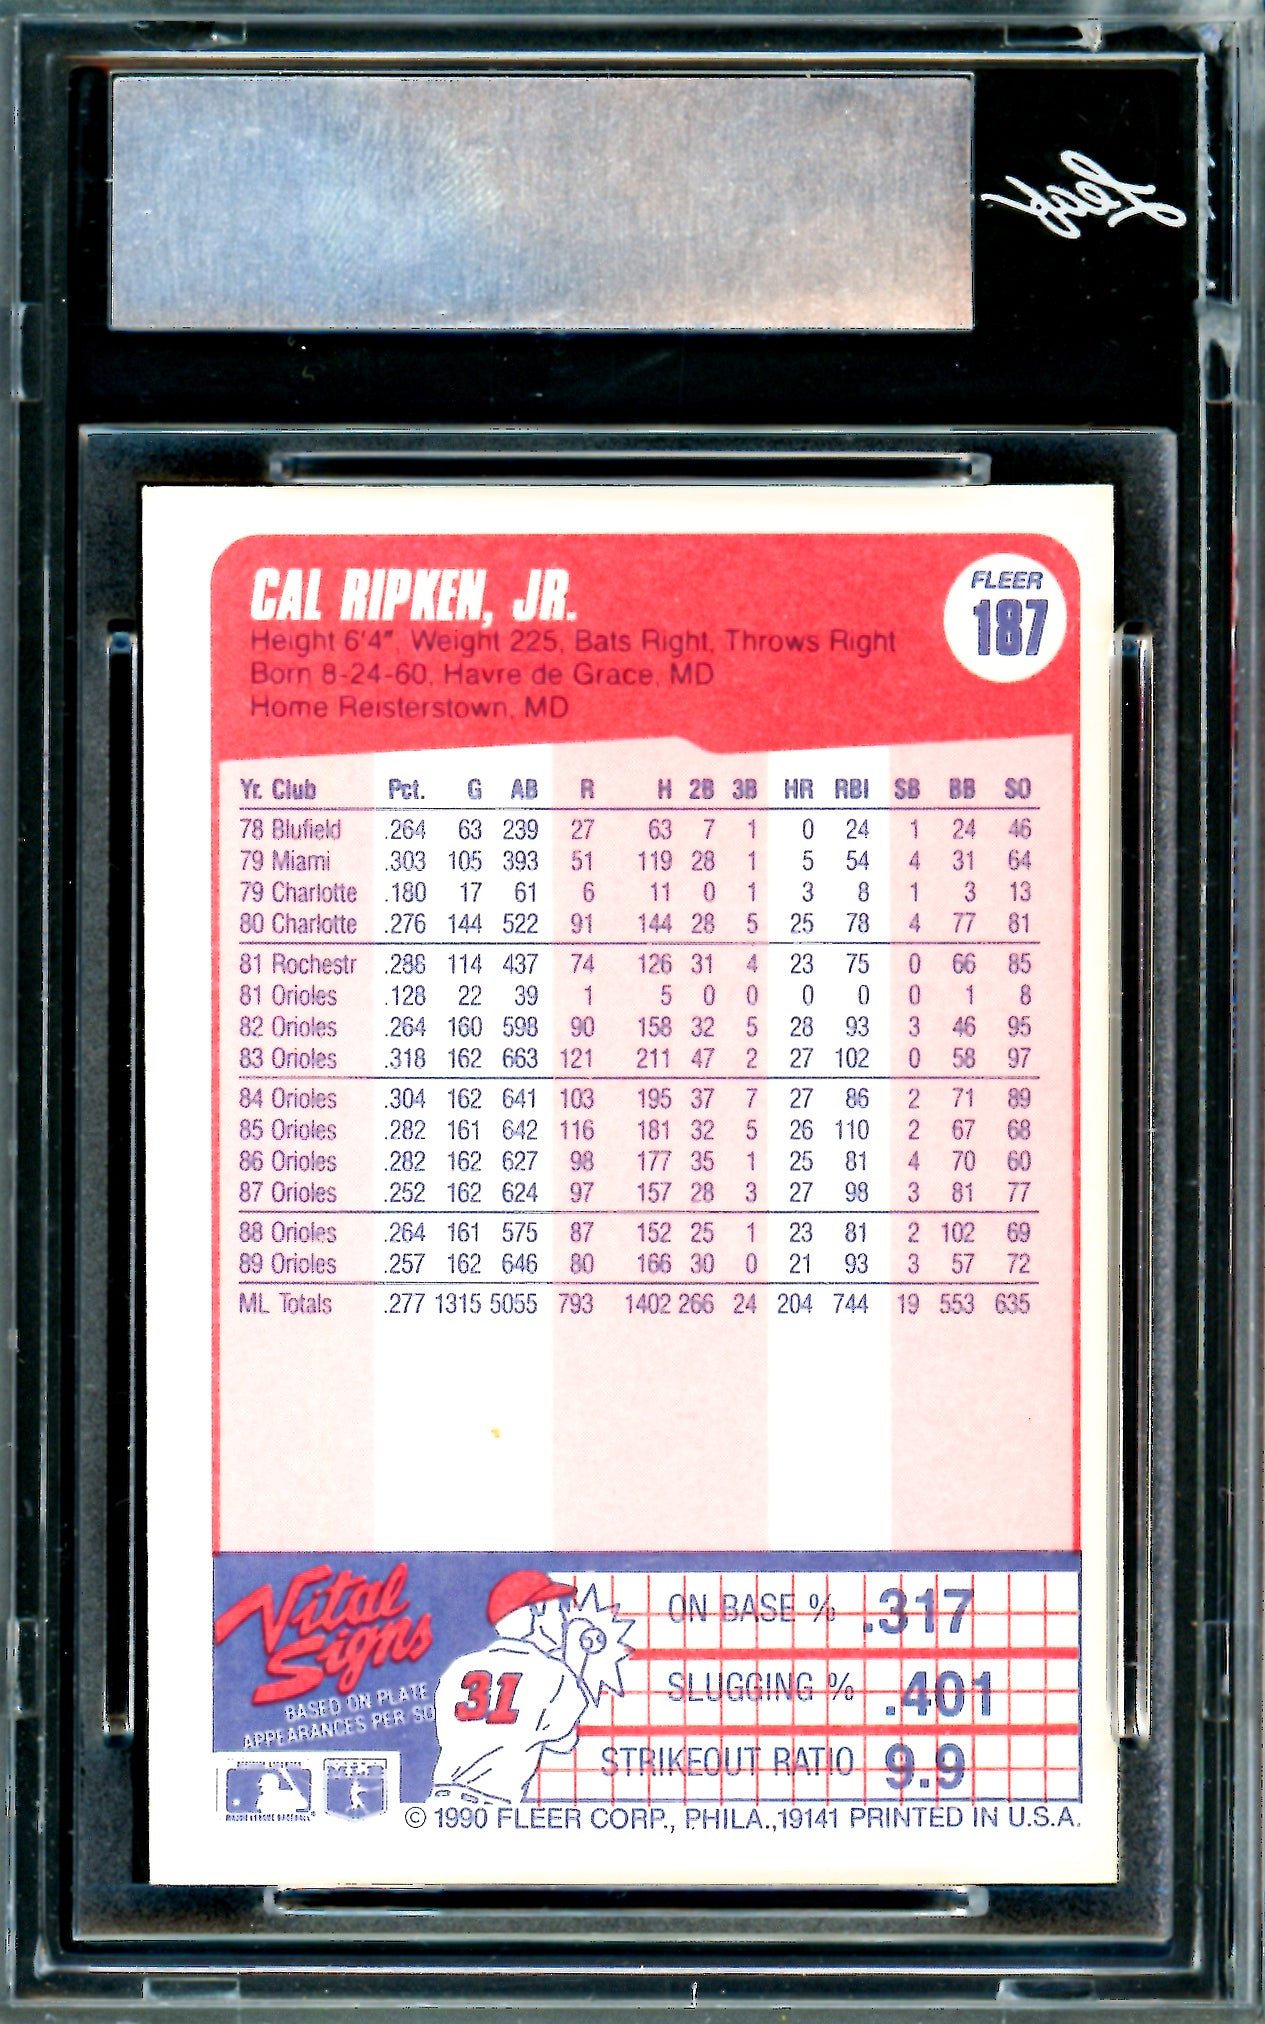 Leaf
CAL RIPKEN, JR.
FLEER
187
Height 6'4", Weight 225, Bats Right, Throws Right
Born 8-24-60, Havre de Grace, MD
Home Reisterstown, MD
Yr. Club Pct. G AB R H 2B 3B HR RBI SB BB SO
78 Blufield .264 63 239 27 63 7 1 0 24 1 24 46
79 Miami .303 105 393 51 119 28 1 5 54 4 31 64
79 Charlotte .180 17 61 6 11 0 1 3 8 1 3 13
80 Charlotte .276 144 522 91 144 28 5 25 78 4 77 81
81 Rochestr .288 114 437 74 126 31 4 23 75 0 66 85
81 Orioles .128 22 39 1 5 0 0 0 0 0 1 8
82 Orioles .264 160 598 90 158 32 5 28 93 3 46 95
83 Orioles .318 162 663 121 211 47 2 27 102 0 58 97
84 Orioles .304 162 641 103 195 37 7 27 86 2 71 89
85 Orioles .282 161 642 116 181 32 5 26 110 2 67 68
86 Orioles .282 162 627 98 177 35 1 25 81 4 70 60
87 Orioles .252 162 624 97 157 28 3 27 98 3 81 77
88 Orioles .264 161 575 87 152 25 1 23 81 2 102 69
89 Orioles .257 162 646 80 166 30 0 21 93 3 57 72
ML Totals .277 1315 5055 793 1402 266 24 204 744 19 553 635
Vital
Signs
BASED ON PLATE
APPEARANCES PER SO
31
ON BASE % .317
SLUGGING % .401
STRIKEOUT RATIO 9.9
MAJOR LEAGUE BASEBALL
© 1990 FLEER CORP., PHILA.,19141 PRINTED IN U.S.A.